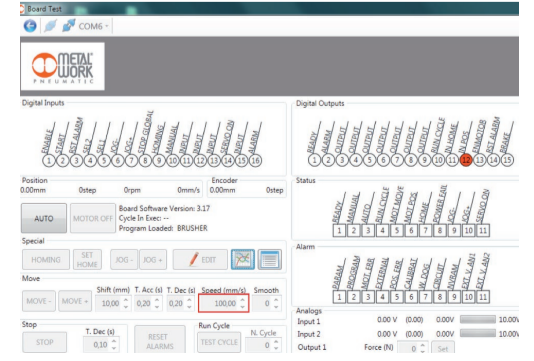 Board Test
COM6
METAL
WORK
PNEUMATIC
Digital Inputs
ENABLE
START
RST ALARM
SEL2
SEL1
JOG-
JOG+
STOP GLOBAL
HOMING
MANUAL
INPUT
INPUT
INPUT
SERVO ON
INPUT
ALARM
1 2 3 4 5 6 7 8 9 10 11 12 13 14 15 16
Digital Outputs
READY
ALARM
OUTPUT
OUTPUT
OUTPUT
OUTPUT
OUTPUT
OUTPUT
OUTPUT
RUN CYCLE
IN HOME
IN POS
ENMOTOR
RST ALARM
BRAKE
1 2 3 4 5 6 7 8 9 10 11 12 13 14 15
Position
0.00mm 0step 0rpm 0mm/s
Encoder
0.00mm 0step
AUTO
MOTOR OFF
Board Software Version: 3.17
Cycle In Exec: --
Program Loaded: BRUSHER
Status
READY
MANUAL
AUTO
RUN CYCLE
MOT MOVE
MOT POS
HOME
POWER FAIL
JOG-
JOG+
SERVO ON
1 2 3 4 5 6 7 8 9 10 11
Special
HOMING
SET HOME
JOG -
JOG +
EDIT
Alarm
PARAM
PROGRAM
MOT. ERR
EXTERNAL
POS. ERR
CALIBRAT
W. DOG
CIRCUIT
NVRAM
EXT. V_AN1
EXT. V_AN2
1 2 3 4 5 6 7 8 9 10 11
Move
Shift (mm) T. Acc (s) T. Dec (s) Speed (mm/s) Smooth
MOVE - MOVE + 10,00 0,20 0,20 100,00 0
Analogs
Input 1 0.00 V (0.00) 0.00V 10.00V
Input 2 0.00 V (0.00) 0.00V 10.00V
Output 1 Force (N) 0 Set
Stop
STOP
T. Dec (s)
0,10
RESET ALARMS
Run Cycle
TEST CYCLE
N. Cycle
0